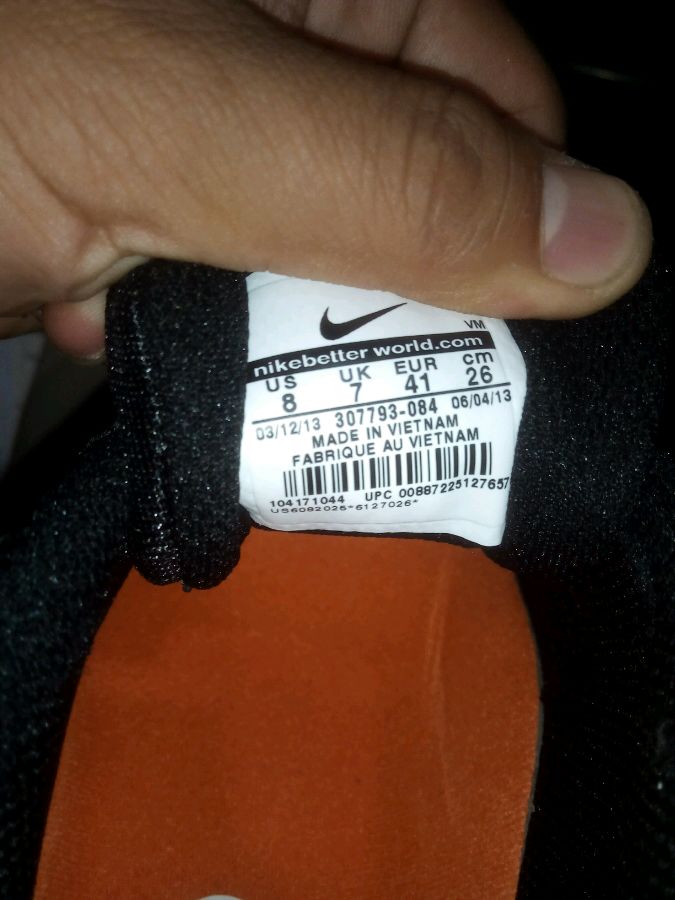 VM
nikebetter world.com
US UK EUR cm
8 7 41 26
03/12/13 307793-084 06/04/13
MADE IN VIETNAM
FABRIQUE AU VIETNAM
104171044 UPC 00887225127657
US6082026*6127026*